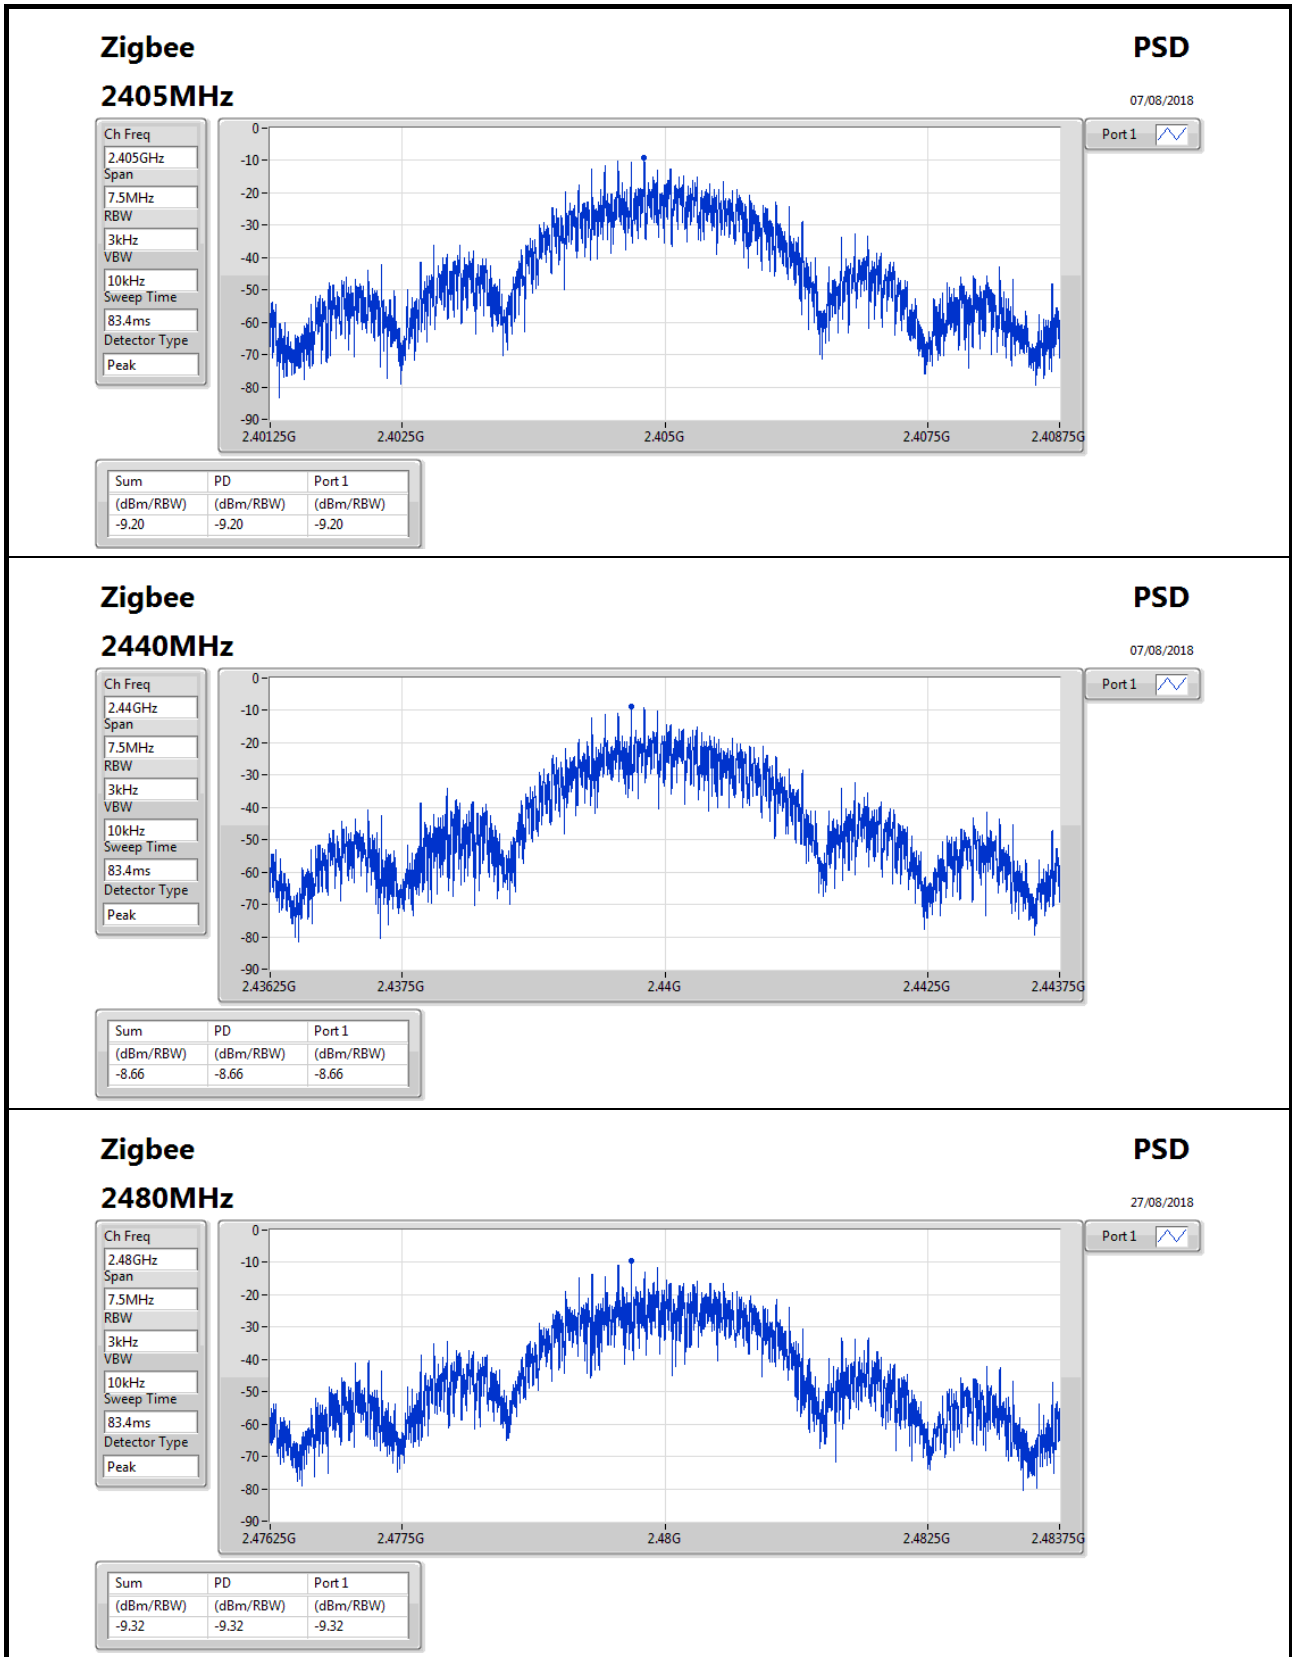 Zigbee
PSD
2405MHz
07/08/2018
Ch Freq
2.405GHz
Span
7.5MHz
RBW
3kHz
VBW
10kHz
Sweep Time
83.4ms
Detector Type
Peak
0
-10
-20
-30
-40
-50
-60
-70
-80
-90
2.40125G 2.4025G 2.405G 2.4075G 2.40875G
Port 1
Sum PD Port 1
(dBm/RBW) (dBm/RBW) (dBm/RBW)
-9.20 -9.20 -9.20
Zigbee
PSD
2440MHz
07/08/2018
Ch Freq
2.44GHz
Span
7.5MHz
RBW
3kHz
VBW
10kHz
Sweep Time
83.4ms
Detector Type
Peak
0
-10
-20
-30
-40
-50
-60
-70
-80
-90
2.43625G 2.4375G 2.44G 2.4425G 2.44375G
Port 1
Sum PD Port 1
(dBm/RBW) (dBm/RBW) (dBm/RBW)
-8.66 -8.66 -8.66
Zigbee
PSD
2480MHz
27/08/2018
Ch Freq
2.48GHz
Span
7.5MHz
RBW
3kHz
VBW
10kHz
Sweep Time
83.4ms
Detector Type
Peak
0
-10
-20
-30
-40
-50
-60
-70
-80
-90
2.47625G 2.4775G 2.48G 2.4825G 2.48375G
Port 1
Sum PD Port 1
(dBm/RBW) (dBm/RBW) (dBm/RBW)
-9.32 -9.32 -9.32